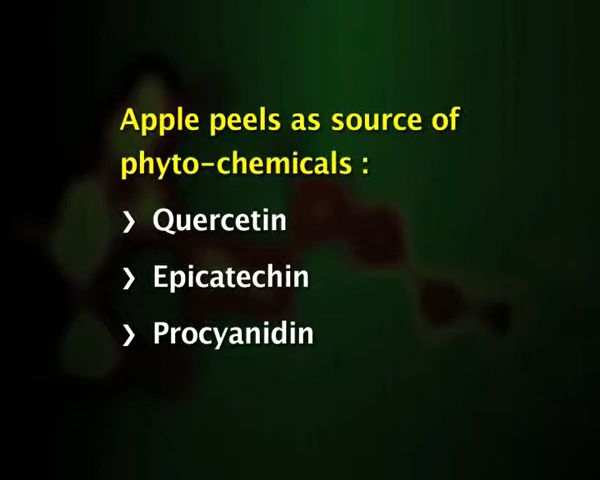 Apple peels as source of
phyto-chemicals :
❯ Quercetin
❯ Epicatechin
❯ Procyanidin